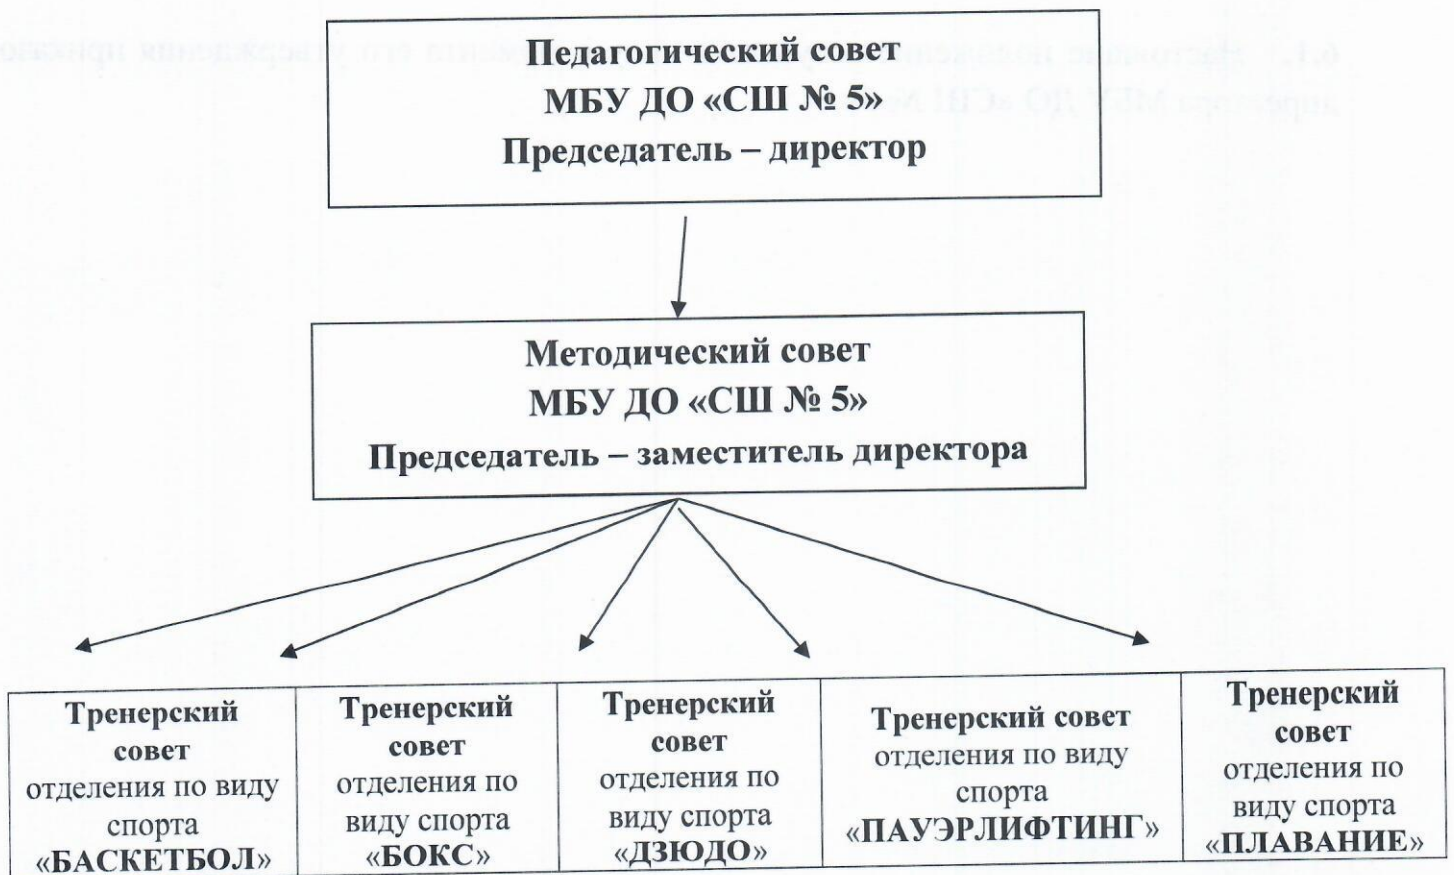 Педагогический совет
МБУ ДО «СШ № 5»
Председатель – директор
6.1.
Методический совет
МБУ ДО «СШ № 5»
Председатель – заместитель директора
Тренерский
совет
отделения по виду
спорта
«БАСКЕТБОЛ»
Тренерский
совет
отделения по
виду спорта
«БОКС»
Тренерский
совет
отделения по
виду спорта
«ДЗЮДО»
Тренерский совет
отделения по виду
спорта
«ПАУЭРЛИФТИНГ»
Тренерский
совет
отделения по
виду спорта
«ПЛАВАНИЕ»